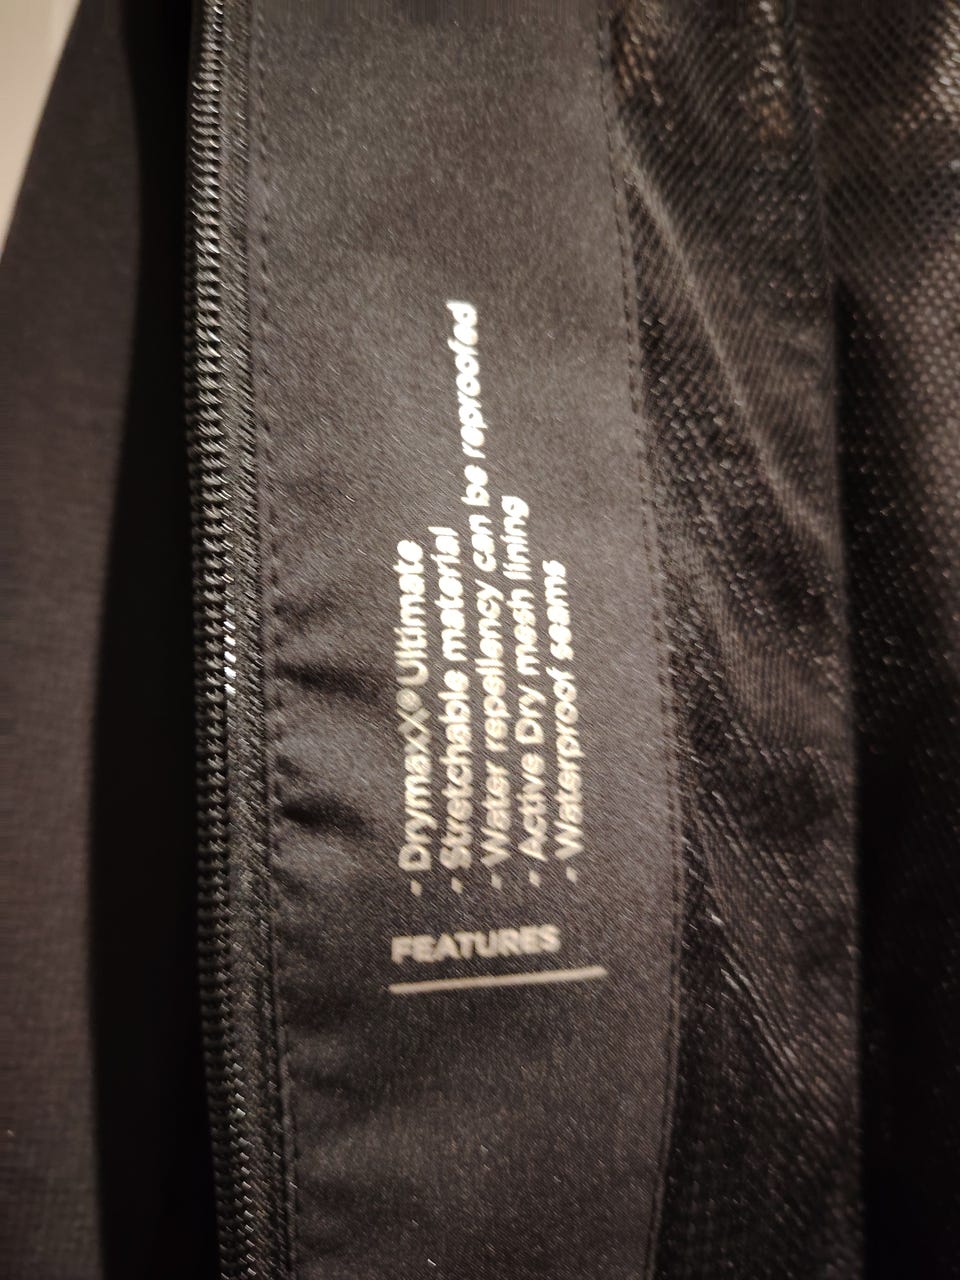 FEATURES
- DrymaxX® Ultimate
- Stretchable material
- Water repellency can be reproofed
- Active Dry mesh lining
- Waterproof seams